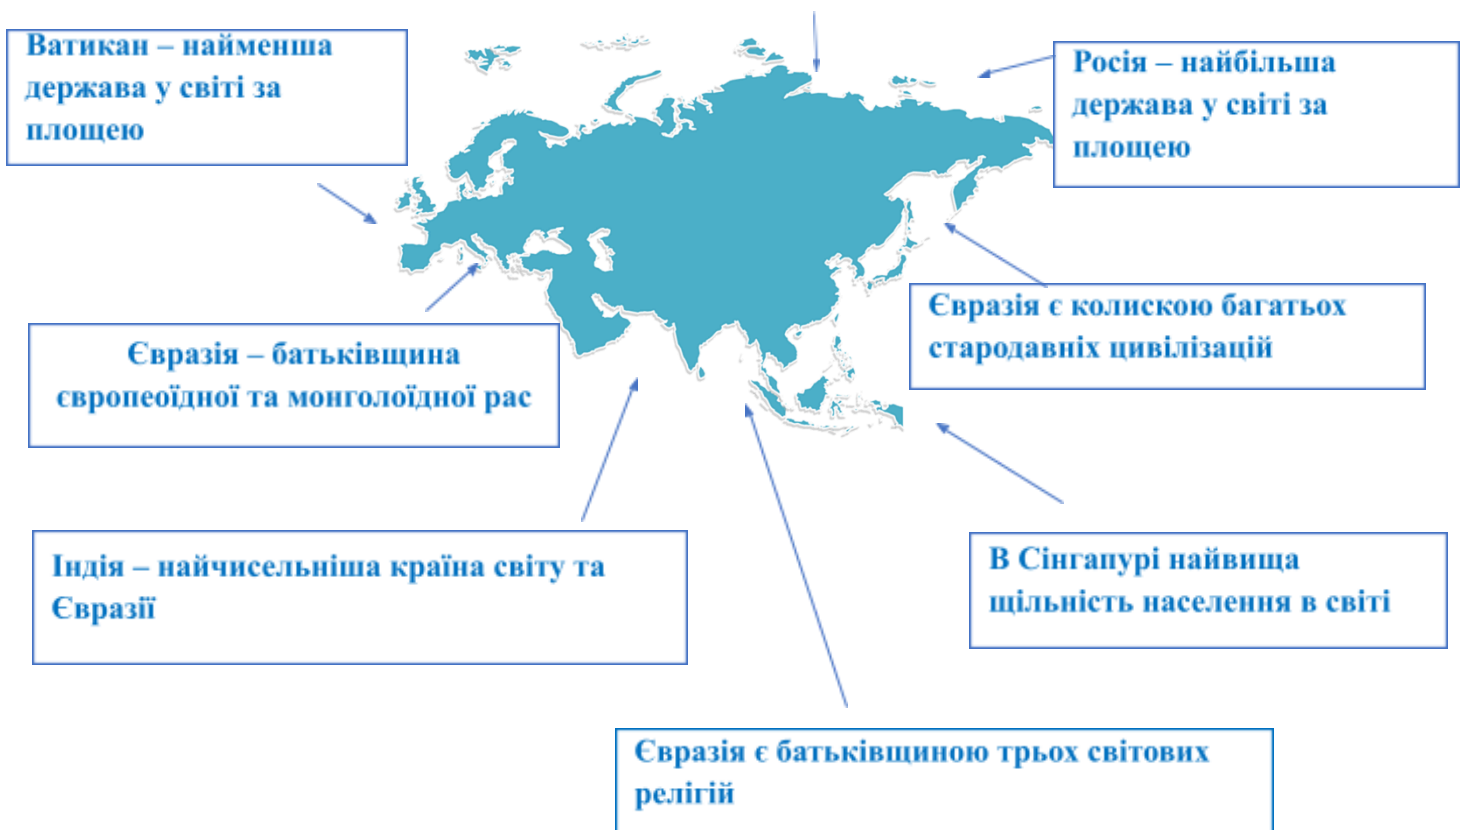 Ватикан – найменша
держава у світі за
площею
Росія – найбільша
держава у світі за
площею
Євразія є колискою багатьох
стародавніх цивілізацій
Євразія – батьківщина
європеоїдної та монголоїдної рас
Індія – найчисельніша країна світу та
Євразії
В Сінгапурі найвища
щільність населення в світі
Євразія є батьківщиною трьох світових
релігій